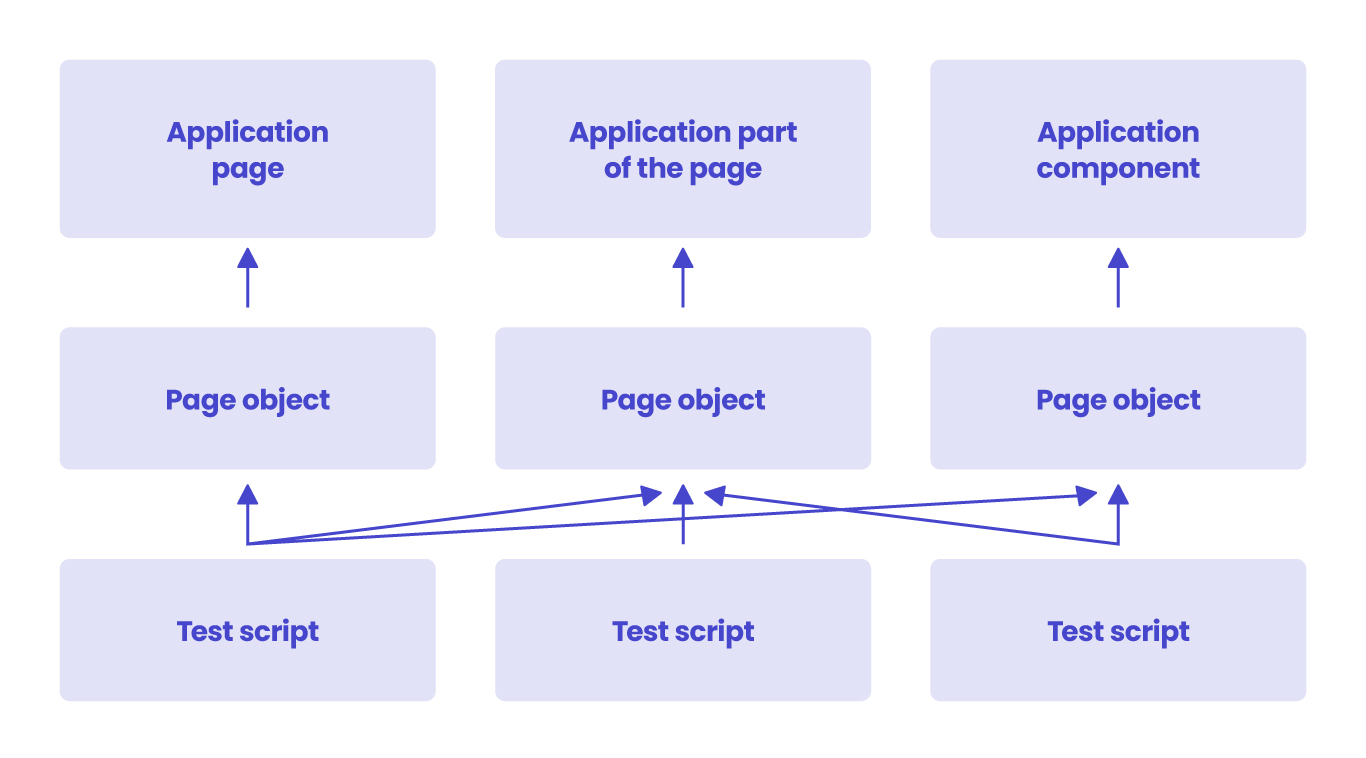 Application
page
Application part
of the page
Application
component
Page object
Page object
Page object
Test script
Test script
Test script